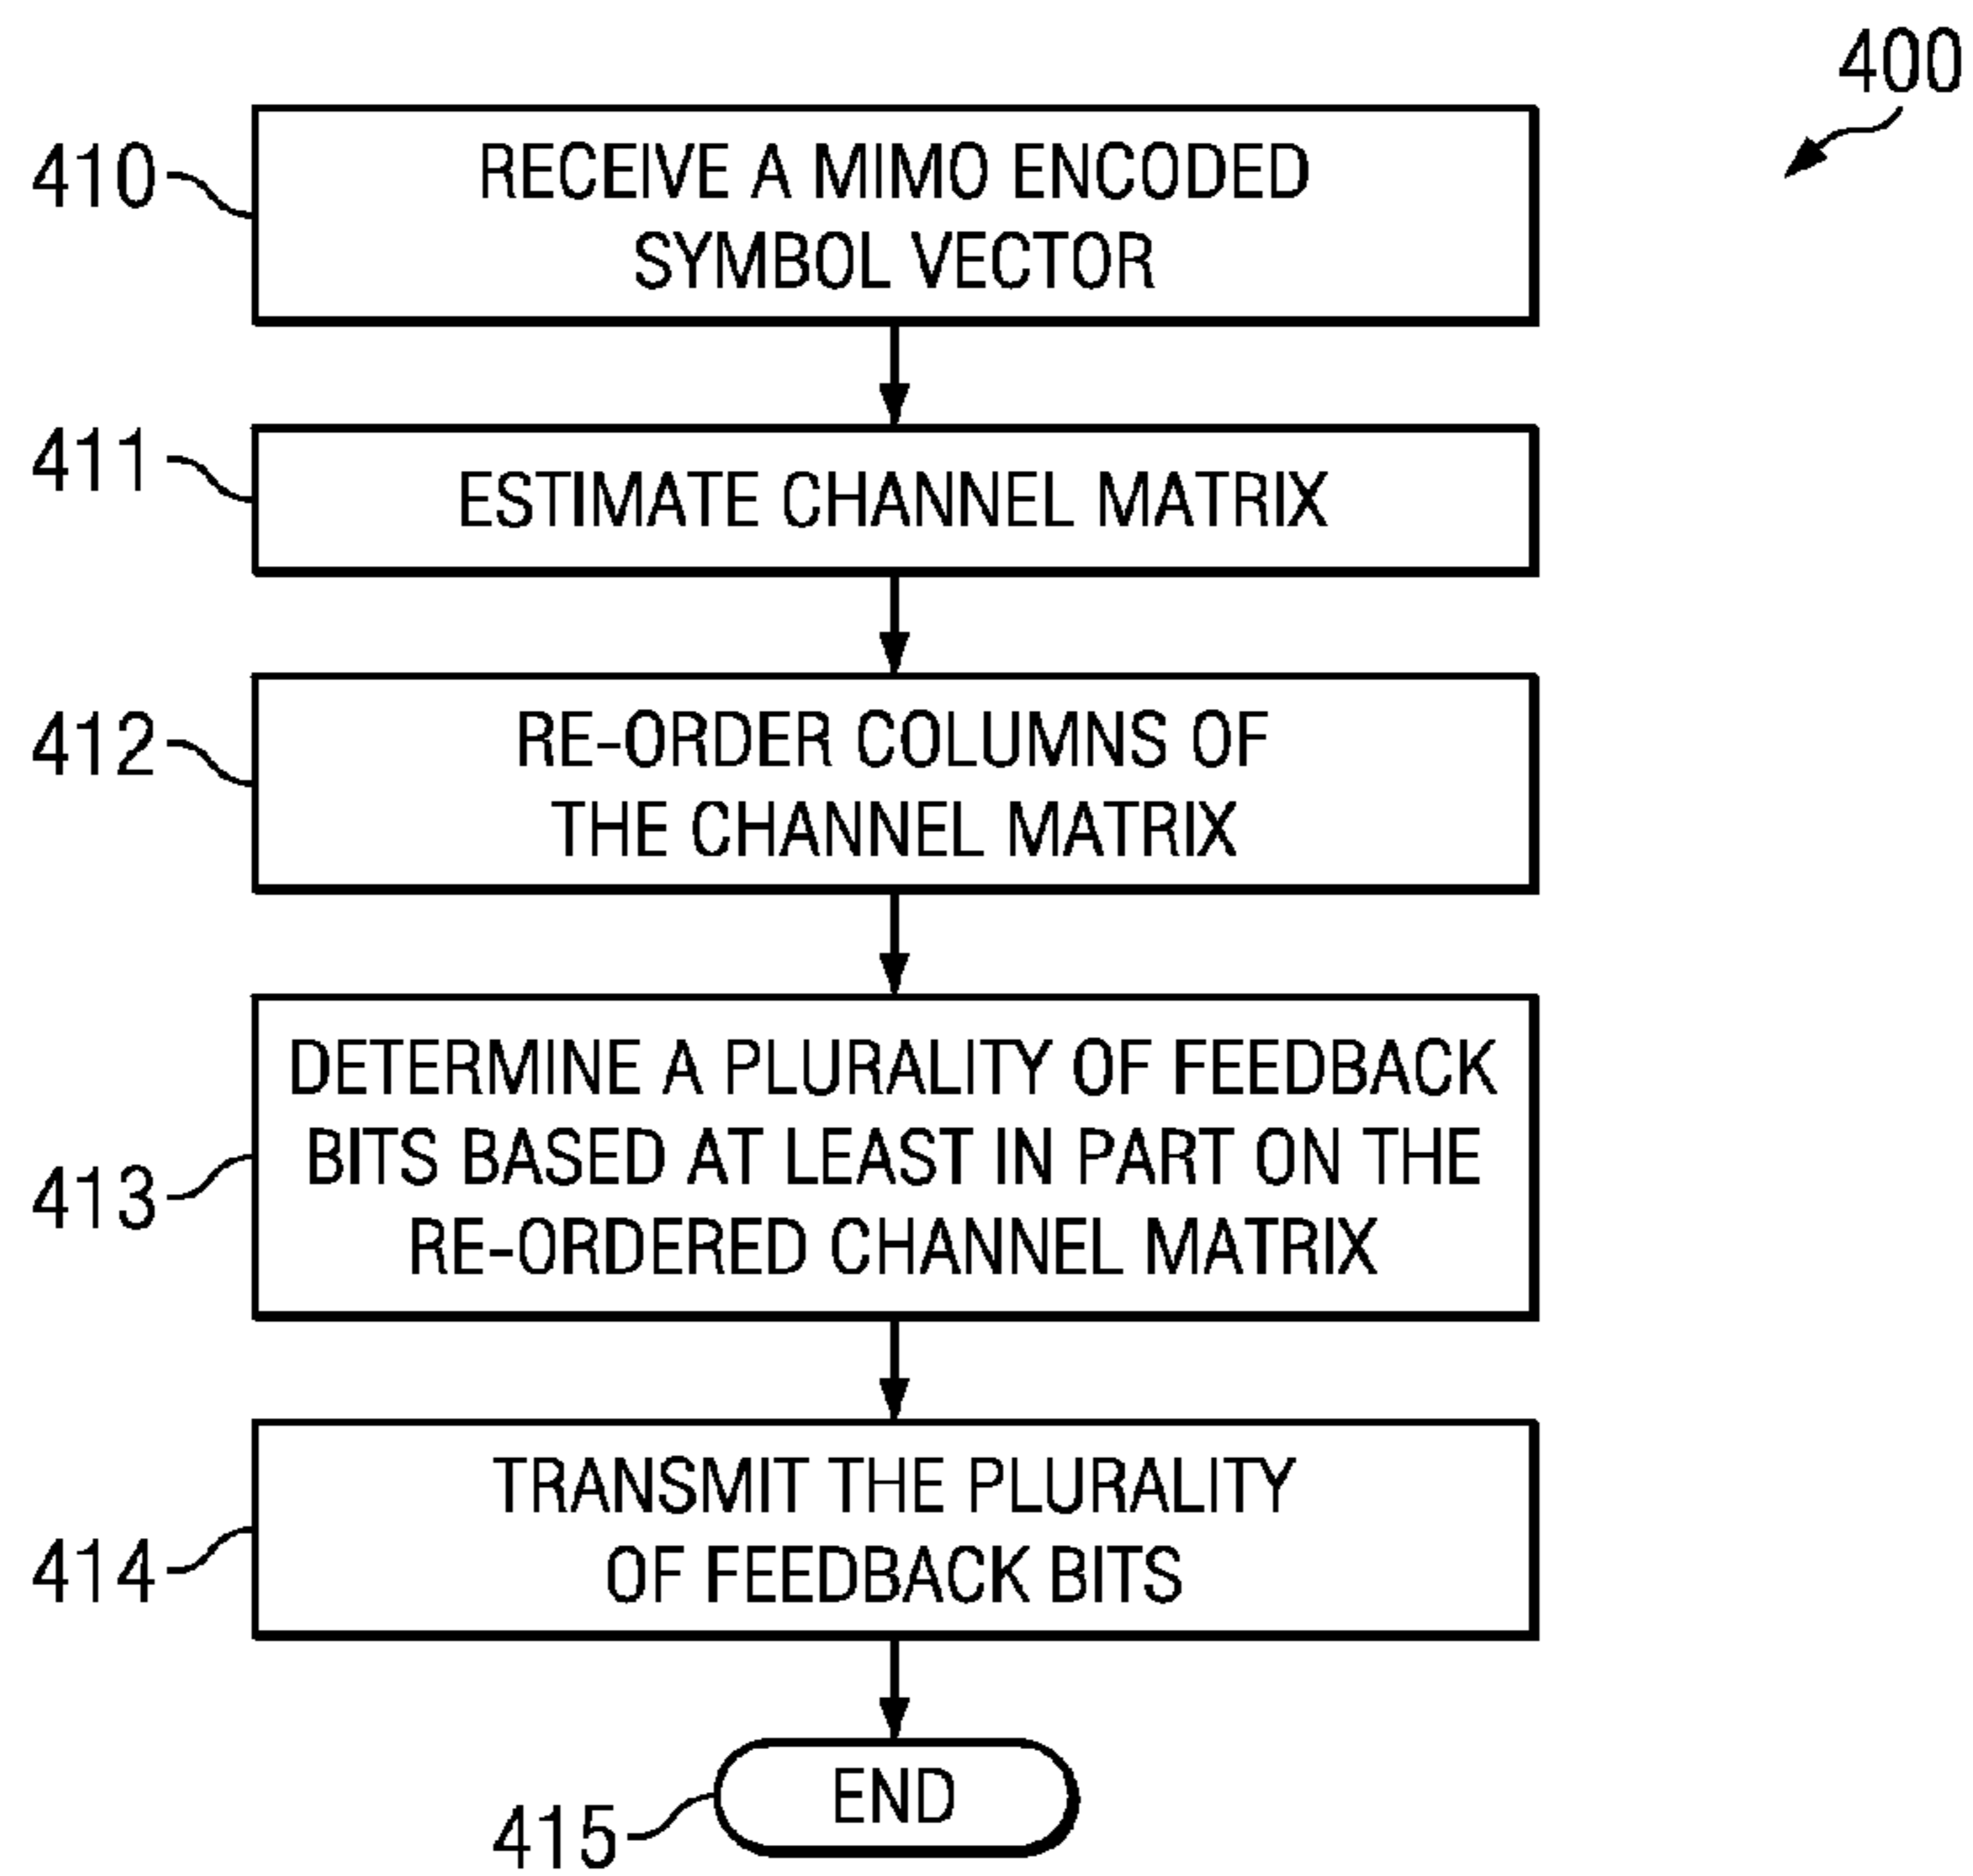 400
410
RECEIVE A MIMO ENCODED
SYMBOL VECTOR
411
ESTIMATE CHANNEL MATRIX
412
RE-ORDER COLUMNS OF
THE CHANNEL MATRIX
413
DETERMINE A PLURALITY OF FEEDBACK
BITS BASED AT LEAST IN PART ON THE
RE-ORDERED CHANNEL MATRIX
414
TRANSMIT THE PLURALITY
OF FEEDBACK BITS
415
END